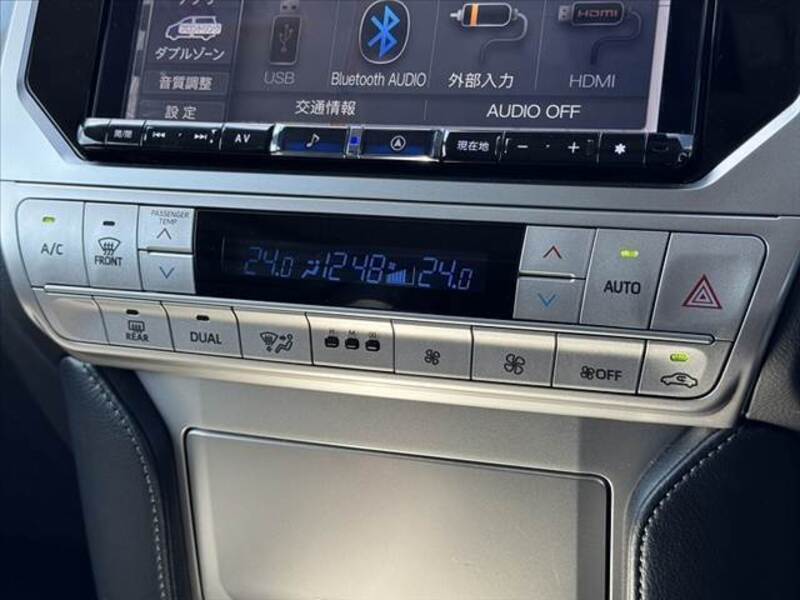 ダブルゾーン
音質調整
設定
USB
Bluetooth AUDIO
外部入力
HDMI
HDMI
交通情報
AUDIO OFF
AV
現在地
A/C
FRONT
PASSENGER
TEMP
24.0
12:48
24.0
AUTO
REAR
DUAL
OFF